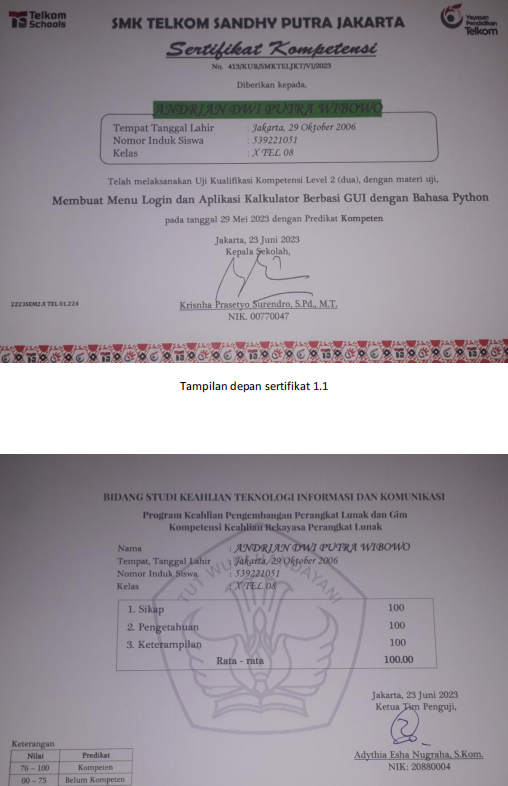 Telkom
Schools
SMK TELKOM SANDHY PUTRA JAKARTA
Yayasan
Pendidikan
Telkom
Sertifikat Kompetensi
No. 413/KUR/SMKTELJKT/VI/2023
Diberikan kepada,
ANDRIAN DWI PUTRA WIBOWO
Tempat Tanggal Lahir : Jakarta, 29 Oktober 2006
Nomor Induk Siswa : 539221051
Kelas : X TEL 08
Telah melaksanakan Uji Kualifikasi Kompetensi Level 2 (dua), dengan materi uji,
Membuat Menu Login dan Aplikasi Kalkulator Berbasi GUI dengan Bahasa Python
pada tanggal 29 Mei 2023 dengan Predikat Kompeten
Jakarta, 23 Juni 2023
Kepala Sekolah,
2223SEM2.X TEL 01.224
Krisnha Prasetyo Surendro, S.Pd., M.T.
NIK. 00770047
Tampilan depan sertifikat 1.1
BIDANG STUDI KEAHLIAN TEKNOLOGI INFORMASI DAN KOMUNIKASI
Program Keahlian Pengembangan Perangkat Lunak dan Gim
Kompetensi Keahlian Rekayasa Perangkat Lunak
Nama : ANDRIAN DWI PUTRA WIBOWO
Tempat, Tanggal Lahir : Jakarta, 29 Oktober 2006
Nomor Induk Siswa : 539221051
Kelas : X TEL 08
TUT WURI HANDAYANI
1. Sikap 100
2. Pengetahuan 100
3. Keterampilan 100
Rata - rata 100.00
Jakarta, 23 Juni 2023
Ketua Tim Penguji,
Adythia Esha Nugraha, S.Kom.
NIK: 20880004
Keterangan
Nilai Predikat
76 – 100 Kompeten
00 – 75 Belum Kompeten